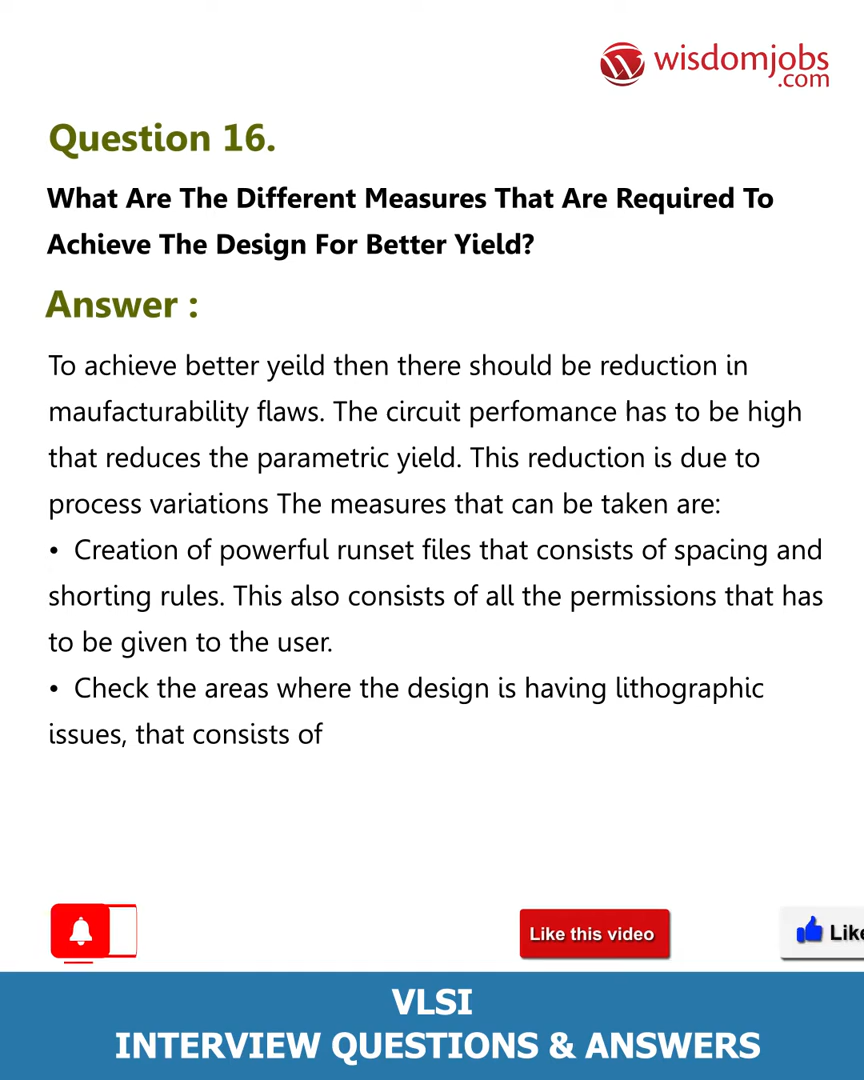 wisdomjobs
.com
Question 16.
What Are The Different Measures That Are Required To
Achieve The Design For Better Yield?
Answer :
To achieve better yeild then there should be reduction in
maufacturability flaws. The circuit perfomance has to be high
that reduces the parametric yield. This reduction is due to
process variations The measures that can be taken are:
• Creation of powerful runset files that consists of spacing and
shorting rules. This also consists of all the permissions that has
to be given to the user.
• Check the areas where the design is having lithographic
issues, that consists of
Like this video
Like
VLSI
INTERVIEW QUESTIONS & ANSWERS